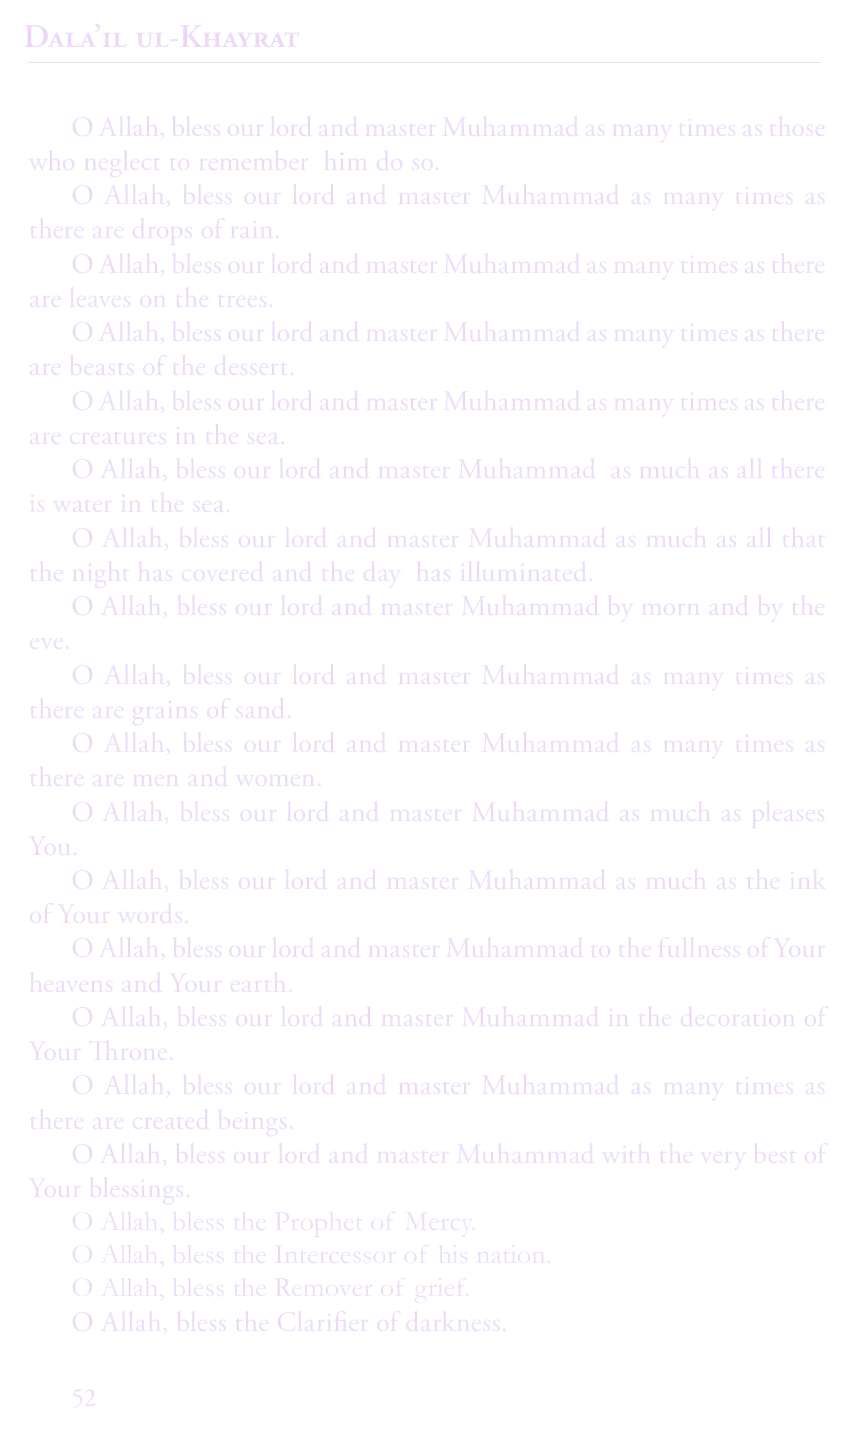 Dala'il ul-Khayrat
O Allah, bless our lord and master Muhammad as many times as those
who neglect to remember him do so.
O Allah, bless our lord and master Muhammad as many times as
there are drops of rain.
O Allah, bless our lord and master Muhammad as many times as there
are leaves on the trees.
O Allah, bless our lord and master Muhammad as many times as there
are beasts of the dessert.
O Allah, bless our lord and master Muhammad as many times as there
are creatures in the sea.
O Allah, bless our lord and master Muhammad as much as all there
is water in the sea.
O Allah, bless our lord and master Muhammad as much as all that
the night has covered and the day has illuminated.
O Allah, bless our lord and master Muhammad by morn and by the
eve.
O Allah, bless our lord and master Muhammad as many times as
there are grains of sand.
O Allah, bless our lord and master Muhammad as many times as
there are men and women.
O Allah, bless our lord and master Muhammad as much as pleases
You.
O Allah, bless our lord and master Muhammad as much as the ink
of Your words.
O Allah, bless our lord and master Muhammad to the fullness of Your
heavens and Your earth.
O Allah, bless our lord and master Muhammad in the decoration of
Your Throne.
O Allah, bless our lord and master Muhammad as many times as
there are created beings.
O Allah, bless our lord and master Muhammad with the very best of
Your blessings.
O Allah, bless the Prophet of Mercy.
O Allah, bless the Intercessor of his nation.
O Allah, bless the Remover of grief.
O Allah, bless the Clarifier of darkness.
52